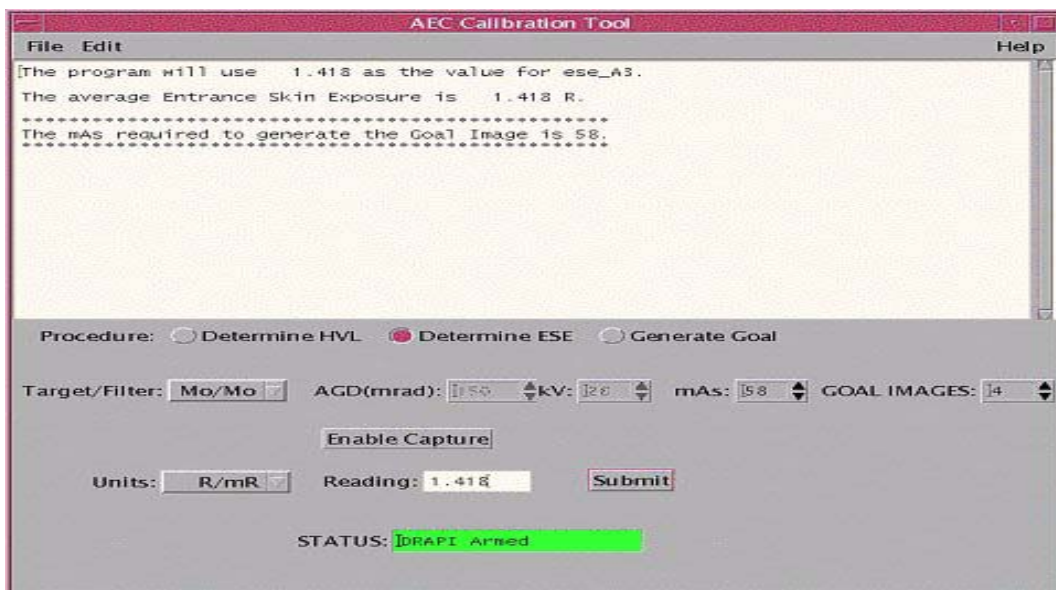 AEC Calibration Tool
File Edit Help
The program will use 1.418 as the value for ese_A3.
The average Entrance Skin Exposure is 1.418 R.
**********************************************************
The mAs required to generate the Goal Image is 58.
**********************************************************
Procedure: Determine HVL Determine ESE Generate Goal
Target/Filter: Mo/Mo AGD(mrad): 150 kV: 28 mAs: 58 GOAL IMAGES: 4
Enable Capture
Units: R/mR Reading: 1.418 Submit
STATUS: DRAPI Armed